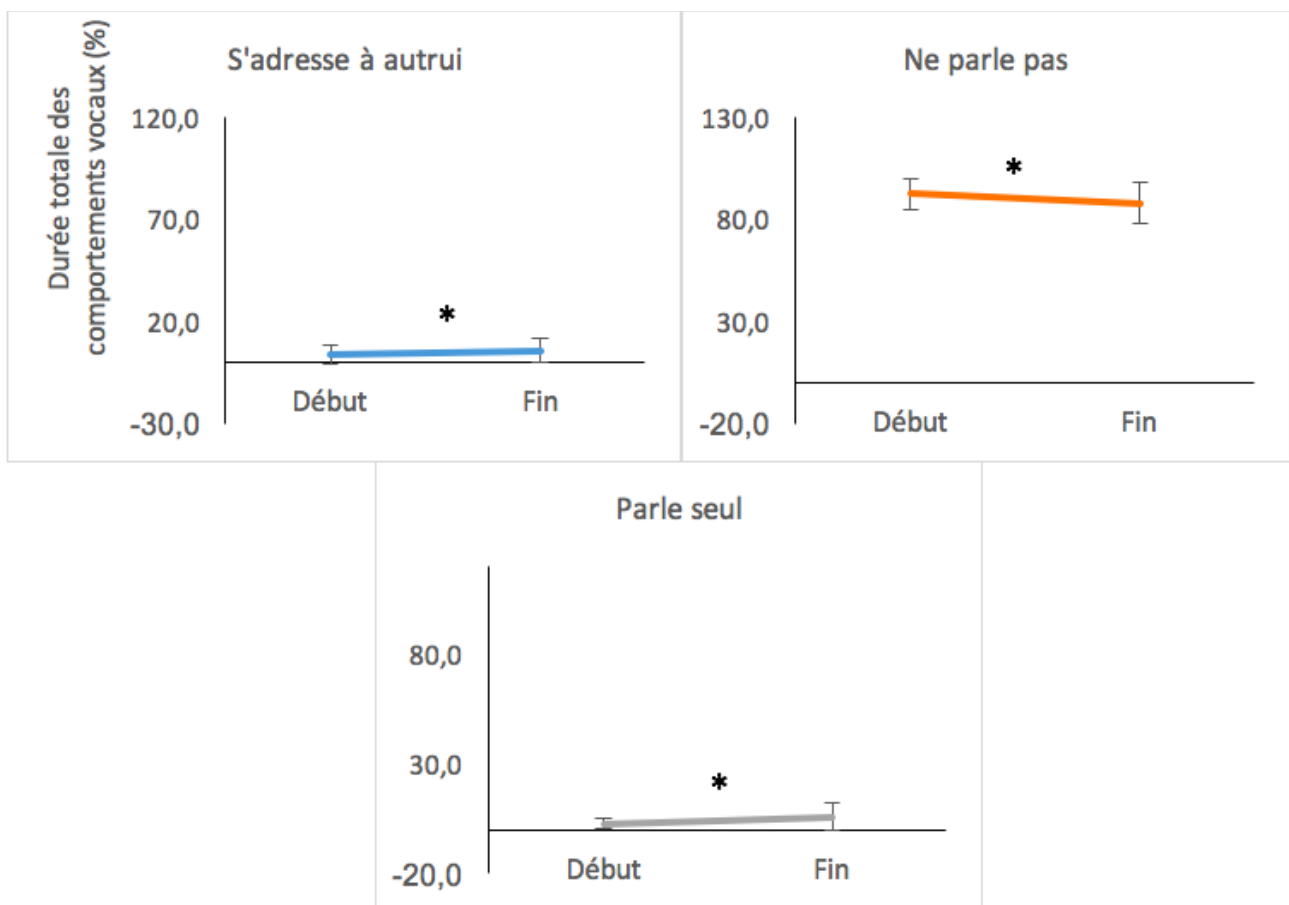 Durée totale des
comportements vocaux (%)
S'adresse à autrui
120,0
70,0
20,0
-30,0
*
Début
Fin
Ne parle pas
130,0
80,0
30,0
-20,0
*
Début
Fin
Parle seul
80,0
30,0
-20,0
*
Début
Fin